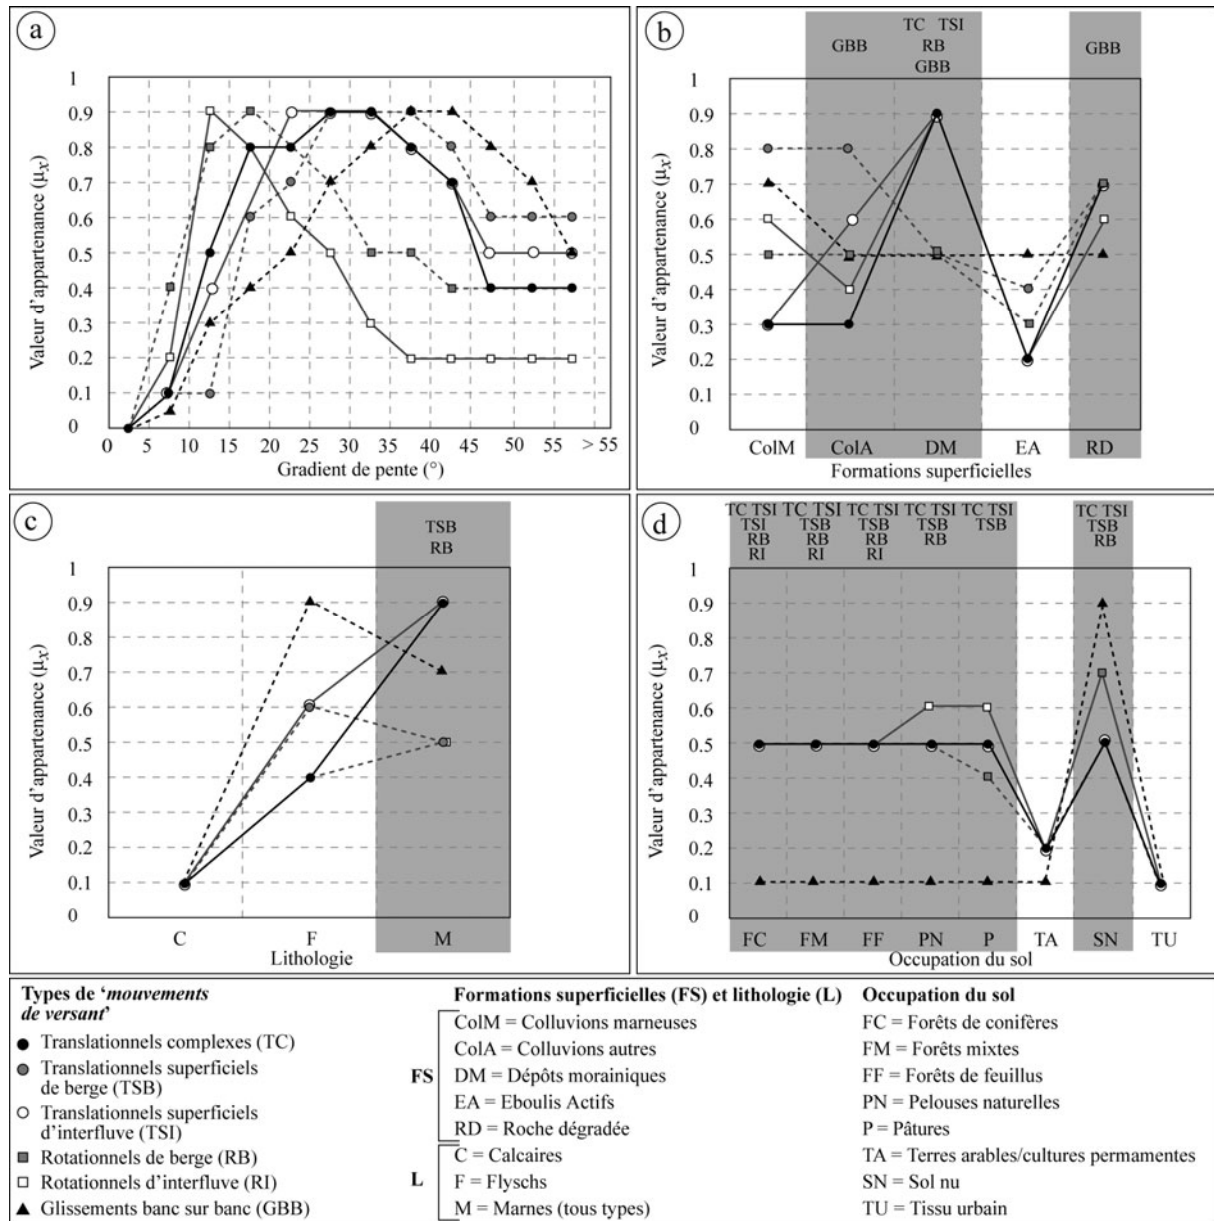 a
Valeur d'appartenance (μx)
1
0.9
0.8
0.7
0.6
0.5
0.4
0.3
0.2
0.1
0
0 5 10 15 20 25 30 35 40 45 50 55 > 55
Gradient de pente (°)
b
GBB
TC TSI
RB
GBB
GBB
Valeur d'appartenance (μx)
1
0.9
0.8
0.7
0.6
0.5
0.4
0.3
0.2
0.1
0
ColM ColA DM EA RD
Formations superficielles
c
TSB
RB
Valeur d'appartenance (μx)
1
0.9
0.8
0.7
0.6
0.5
0.4
0.3
0.2
0.1
0
C F M
Lithologie
d
TC TSI TC TSI TC TSI TC TSI TC TSI TC TSI
TSI TSB TSB TSB TSB TSB
RB RB RB RB RB
RI RI RI
Valeur d'appartenance (μx)
1
0.9
0.8
0.7
0.6
0.5
0.4
0.3
0.2
0.1
0
FC FM FF PN P TA SN TU
Occupation du sol
Types de 'mouvements
de versant'
Translationnels complexes (TC)
Translationnels superficiels
de berge (TSB)
Translationnels superficiels
d'interfluve (TSI)
Rotationnels de berge (RB)
Rotationnels d'interfluve (RI)
Glissements banc sur banc (GBB)
Formations superficielles (FS) et lithologie (L)
FS
ColM = Colluvions marneuses
ColA = Colluvions autres
DM = Dépôts morainiques
EA = Eboulis Actifs
RD = Roche dégradée
L
C = Calcaires
F = Flyschs
M = Marnes (tous types)
Occupation du sol
FC = Forêts de conifères
FM = Forêts mixtes
FF = Forêts de feuillus
PN = Pelouses naturelles
P = Pâtures
TA = Terres arables/cultures permamentes
SN = Sol nu
TU = Tissu urbain